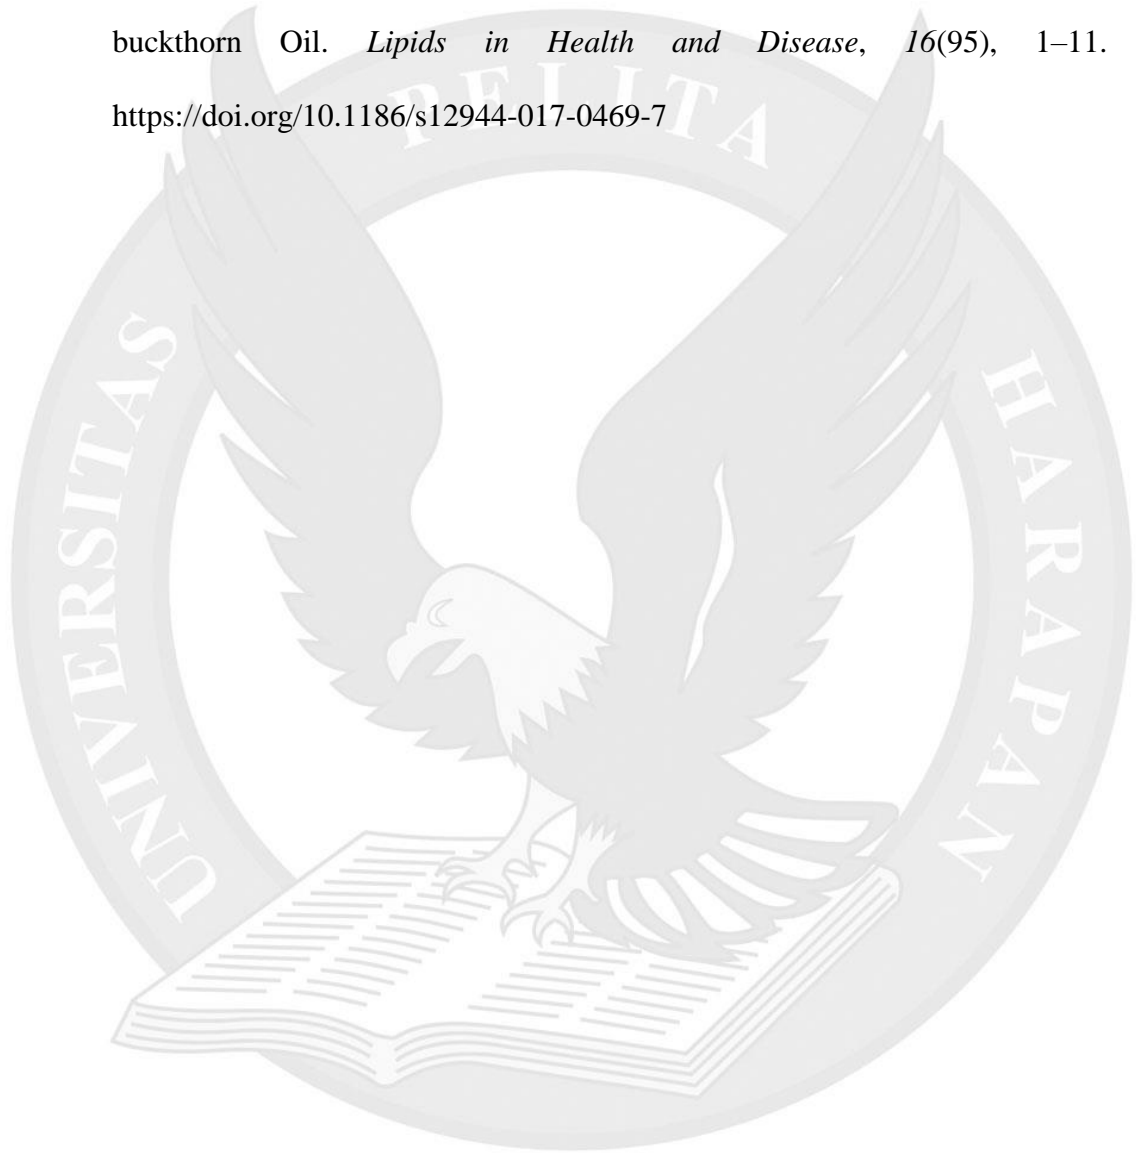 buckthorn Oil. Lipids in Health and Disease, 16(95), 1–11.
https://doi.org/10.1186/s12944-017-0469-7
UNIVERSITAS PELITA HARAPAN